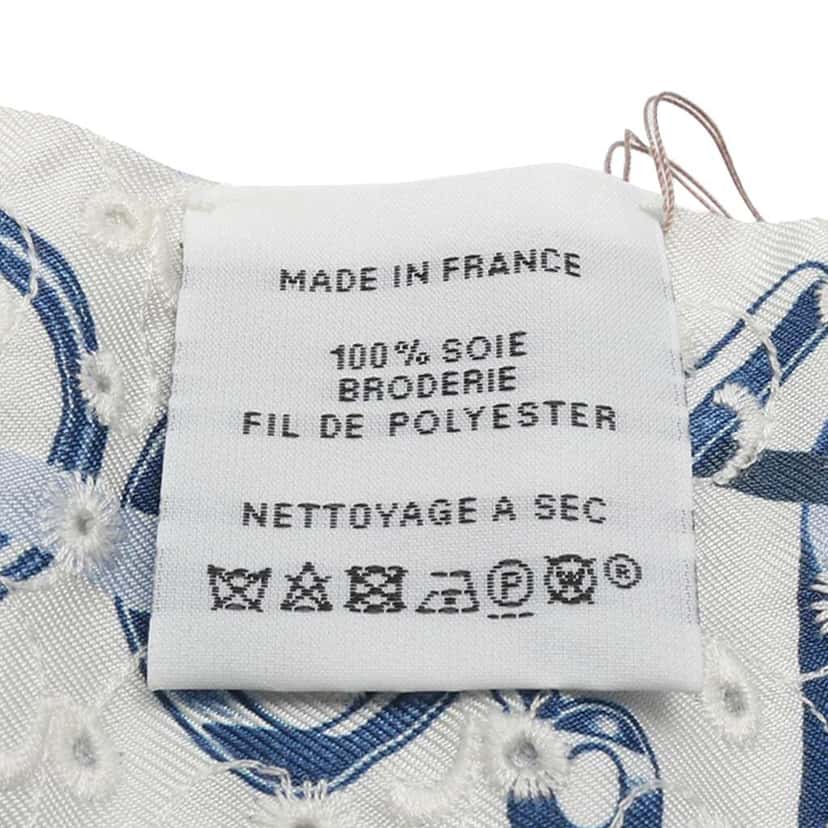 MADE IN FRANCE
100% SOIE
BRODERIE
FIL DE POLYESTER
NETTOYAGE A SEC
P W ®